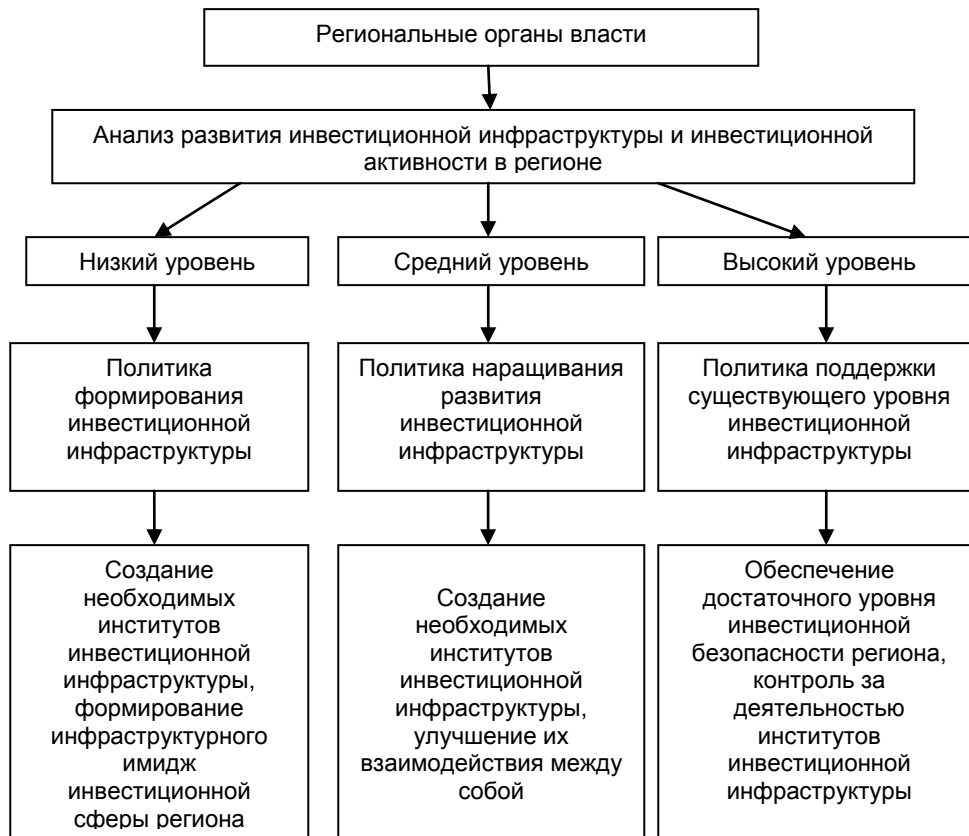 Региональные органы власти
Анализ развития инвестиционной инфраструктуры и инвестиционной
активности в регионе
Низкий уровень
Средний уровень
Высокий уровень
Политика
формирования
инвестиционной
инфраструктуры
Политика наращивания
развития
инвестиционной
инфраструктуры
Политика поддержки
существующего уровня
инвестиционной
инфраструктуры
Создание
необходимых
институтов
инвестиционной
инфраструктуры,
формирование
инфраструктурного
имидж
инвестиционной
сферы региона
Создание
необходимых
институтов
инвестиционной
инфраструктуры,
улучшение их
взаимодействия между
собой
Обеспечение
достаточного уровня
инвестиционной
безопасности региона,
контроль за
деятельностью
институтов
инвестиционной
инфраструктуры